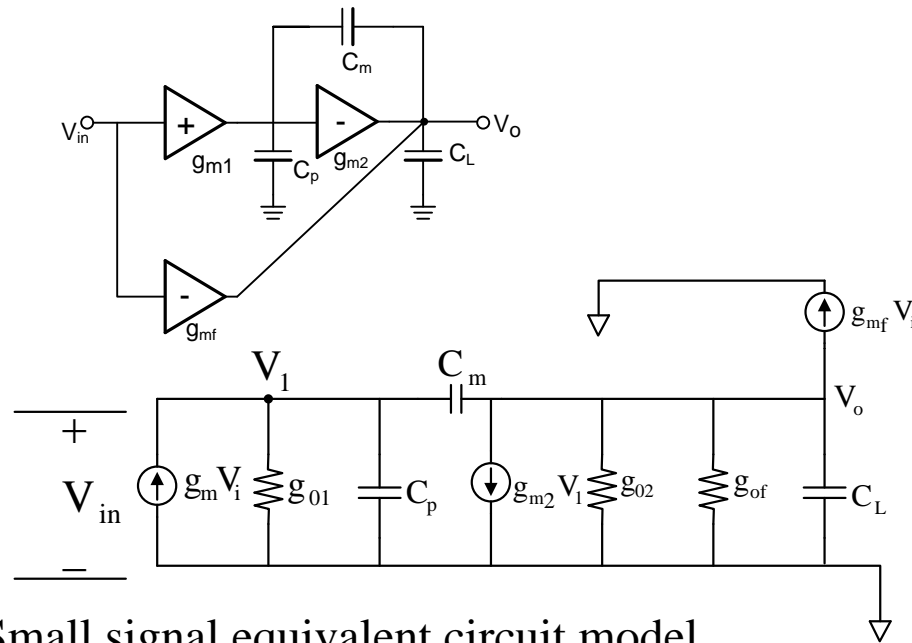 C_m
V_in
+
g_m1
-
g_m2
V_o
C_p
C_L
-
g_mf
g_mf V_i
V_1
C_m
V_o
+
V_in
−
g_m V_i
g_01
C_p
g_m2 V_1
g_02
g_of
C_L
Small signal equivalent circuit model